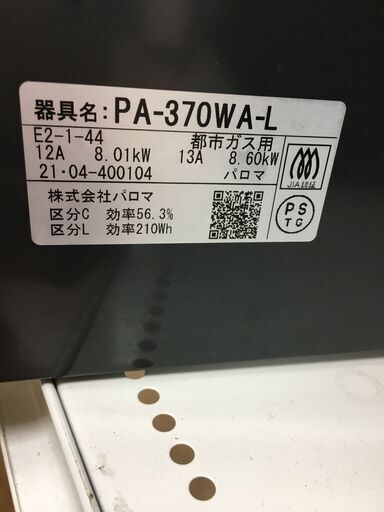 器具名：PA-370WA-L
E2-1-44 都市ガス用
12A 8.01kW 13A 8.60kW
21・04-400104 パロマ
JIA認証
株式会社パロマ
区分C 効率56.3%
区分L 効率210Wh
PS
TG